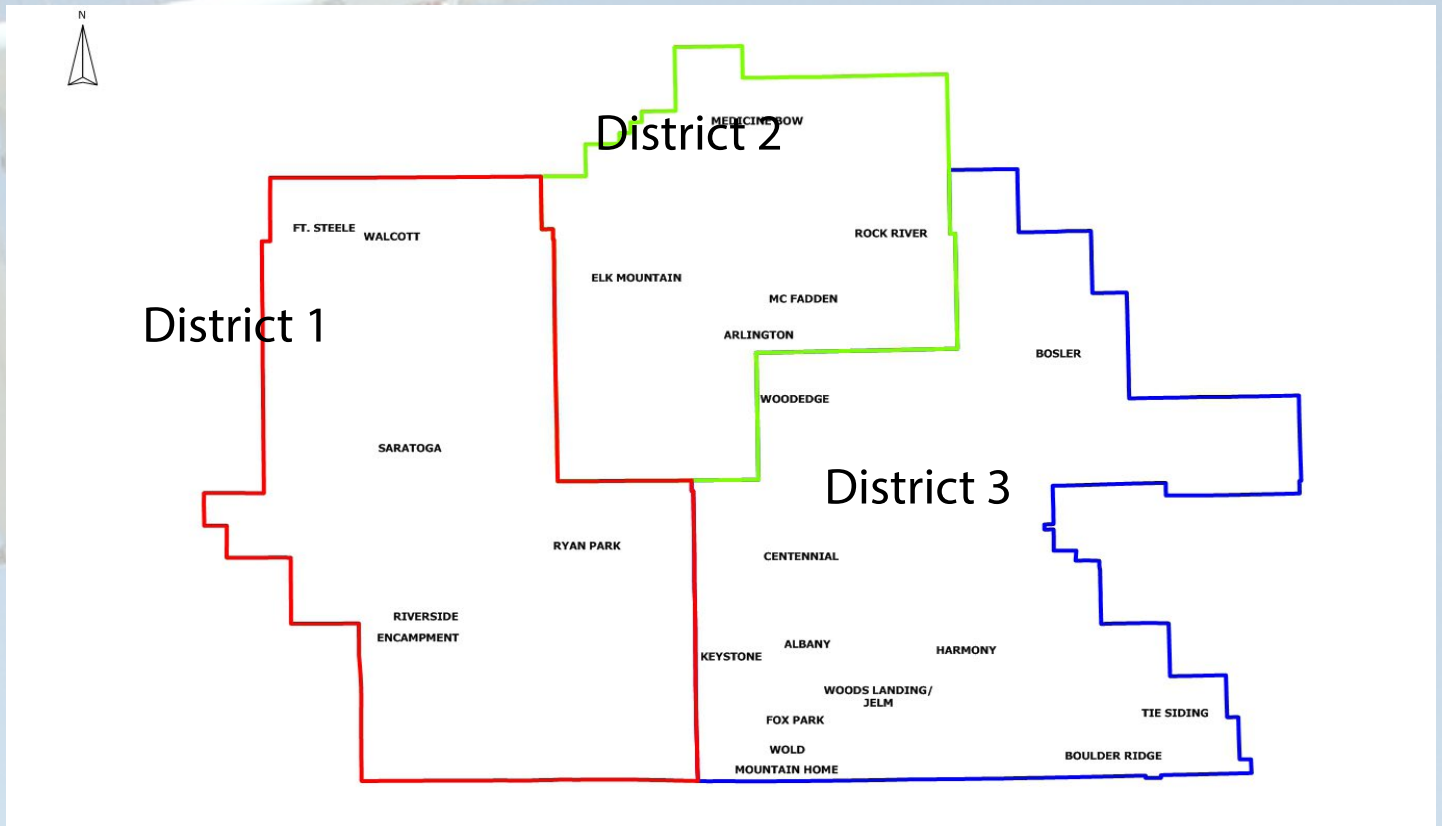 N
MEDICINE BOW
District 2
FT. STEELE
WALCOTT
ROCK RIVER
ELK MOUNTAIN
MC FADDEN
District 1
ARLINGTON
BOSLER
WOODEDGE
SARATOGA
District 3
RYAN PARK
CENTENNIAL
RIVERSIDE
ENCAMPMENT
ALBANY
HARMONY
KEYSTONE
WOODS LANDING/
JELM
TIE SIDING
FOX PARK
WOLD
BOULDER RIDGE
MOUNTAIN HOME